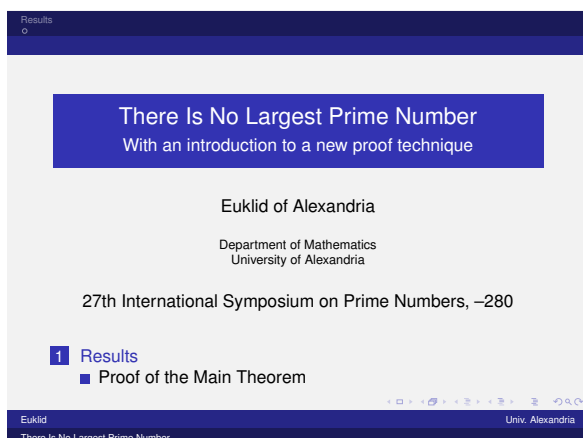 Results
There Is No Largest Prime Number
With an introduction to a new proof technique
Euklid of Alexandria
Department of Mathematics
University of Alexandria
27th International Symposium on Prime Numbers, –280
1 Results
Proof of the Main Theorem
Euklid Univ. Alexandria
There Is No Largest Prime Number